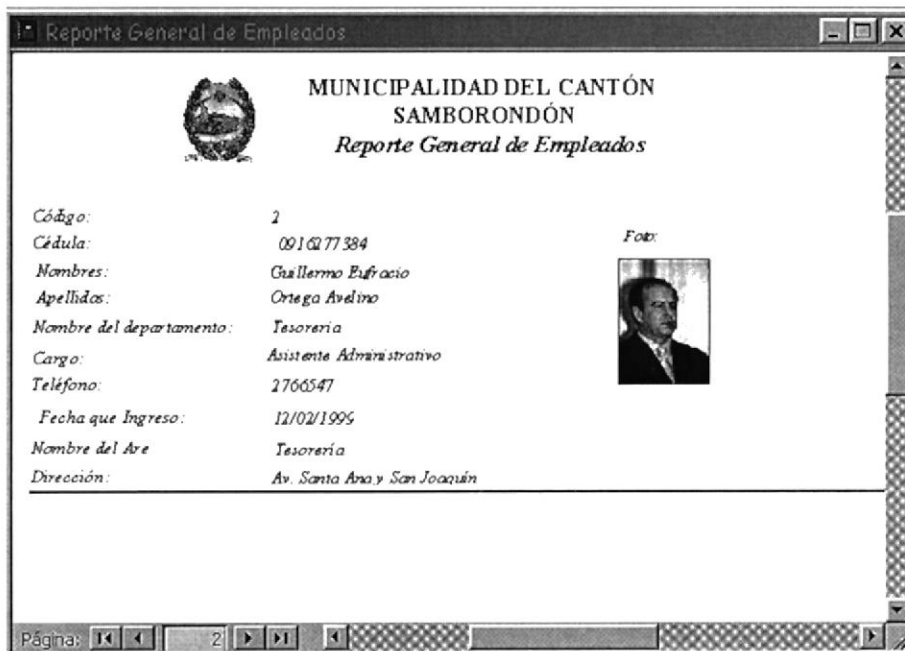 Reporte General de Empleados
MUNICIPALIDAD DEL CANTÓN
SAMBORONDÓN
Reporte General de Empleados
Código: 2
Cédula: 0916277384
Foto:
Nombres: Guillermo Eufracio
Apellidos: Ortega Avelino
Nombre del departamento: Tesorería
Cargo: Asistente Administrativo
Teléfono: 2766547
Fecha que Ingreso: 12/02/1999
Nombre del Are Tesorería
Dirección: Av. Santa Ana y San Joaquín
Página: 2